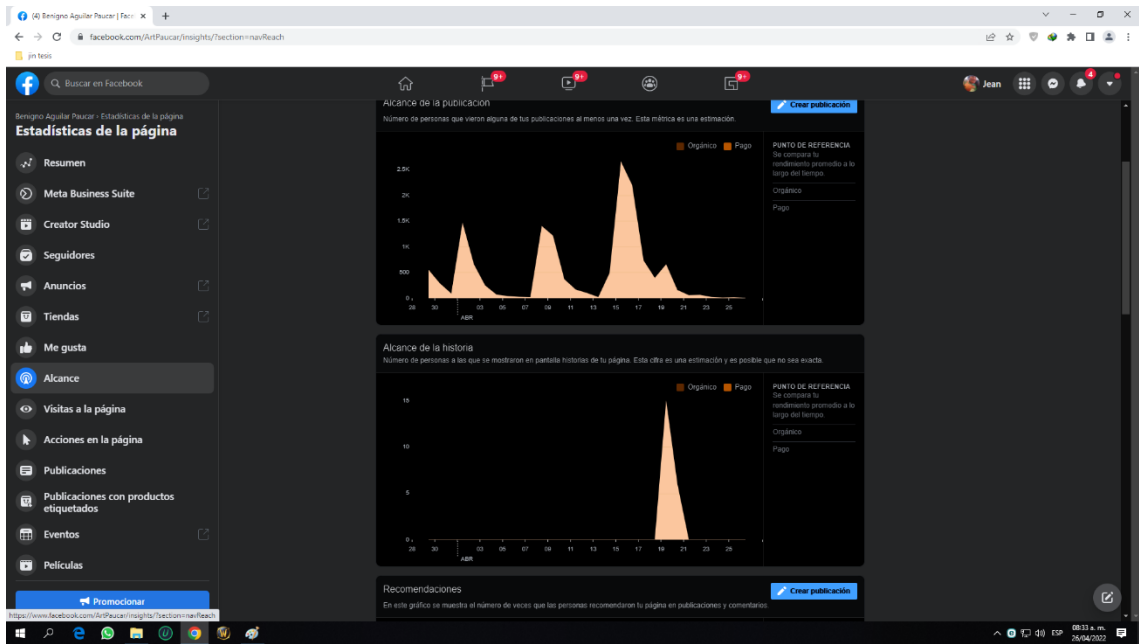 (4) Benigno Aguilar Paucar | Face
facebook.com/ArtPaucar/insights/?section=navReach
jin tesis
Buscar en Facebook
9+
9+
9+
Jean
4
Benigno Aguilar Paucar › Estadísticas de la página
Estadísticas de la página
Resumen
Meta Business Suite
Creator Studio
Seguidores
Anuncios
Tiendas
Me gusta
Alcance
Visitas a la página
Acciones en la página
Publicaciones
Publicaciones con productos
etiquetados
Eventos
Películas
Promocionar
https://www.facebook.com/ArtPaucar/insights/?section=navReach
Alcance de la publicación
Crear publicación
Número de personas que vieron alguna de tus publicaciones al menos una vez. Esta métrica es una estimación.
Orgánico Pago
PUNTO DE REFERENCIA
Se compara tu
rendimiento promedio a lo
largo del tiempo.
Orgánico
Pago
2.5K
2K
1.5K
1K
500
0
28 30 03 05 07 09 11 13 15 17 19 21 23 25
ABR
Alcance de la historia
Número de personas a las que se mostraron en pantalla historias de tu página. Esta cifra es una estimación y es posible que no sea exacta.
Orgánico Pago
PUNTO DE REFERENCIA
Se compara tu
rendimiento promedio a lo
largo del tiempo.
Orgánico
Pago
15
10
5
0
28 30 03 05 07 09 11 13 15 17 19 21 23 25
ABR
Recomendaciones
Crear publicación
En este gráfico se muestra el número de veces que las personas recomendaron tu página en publicaciones y comentarios.
ESP
08:33 a. m.
26/04/2022